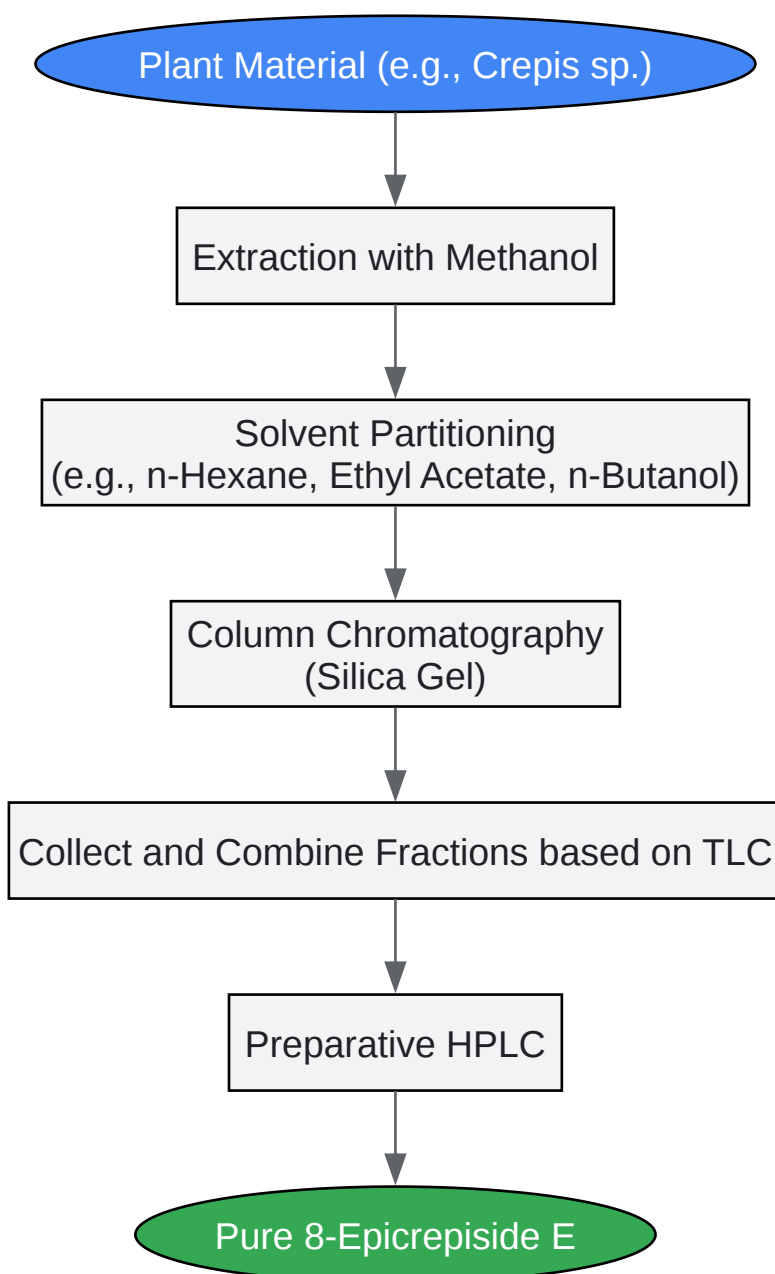 Plant Material (e.g., Crepis sp.)
Extraction with Methanol
Solvent Partitioning
(e.g., n-Hexane, Ethyl Acetate, n-Butanol)
Column Chromatography
(Silica Gel)
Collect and Combine Fractions based on TLC
Preparative HPLC
Pure 8-Epicrepiside E